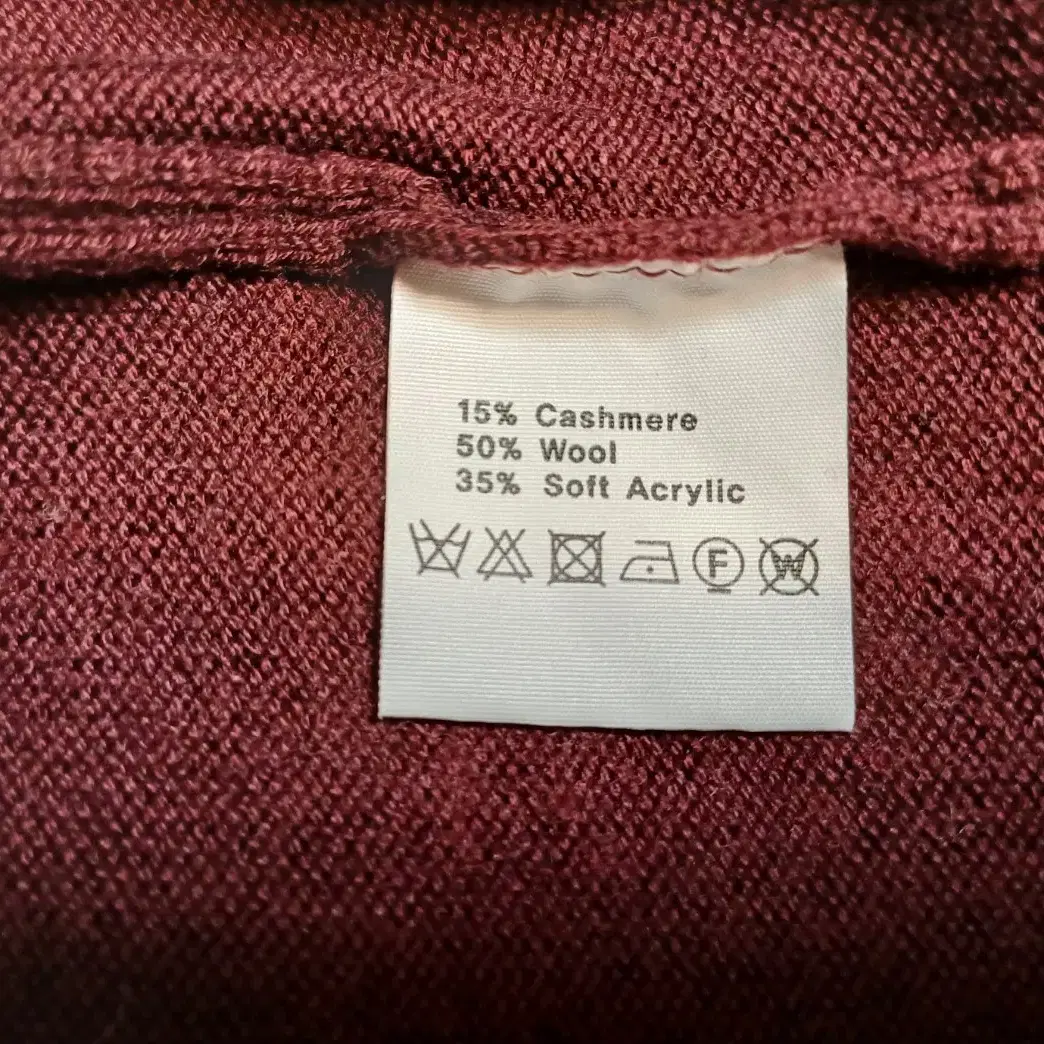 15% Cashmere
50% Wool
35% Soft Acrylic
F W